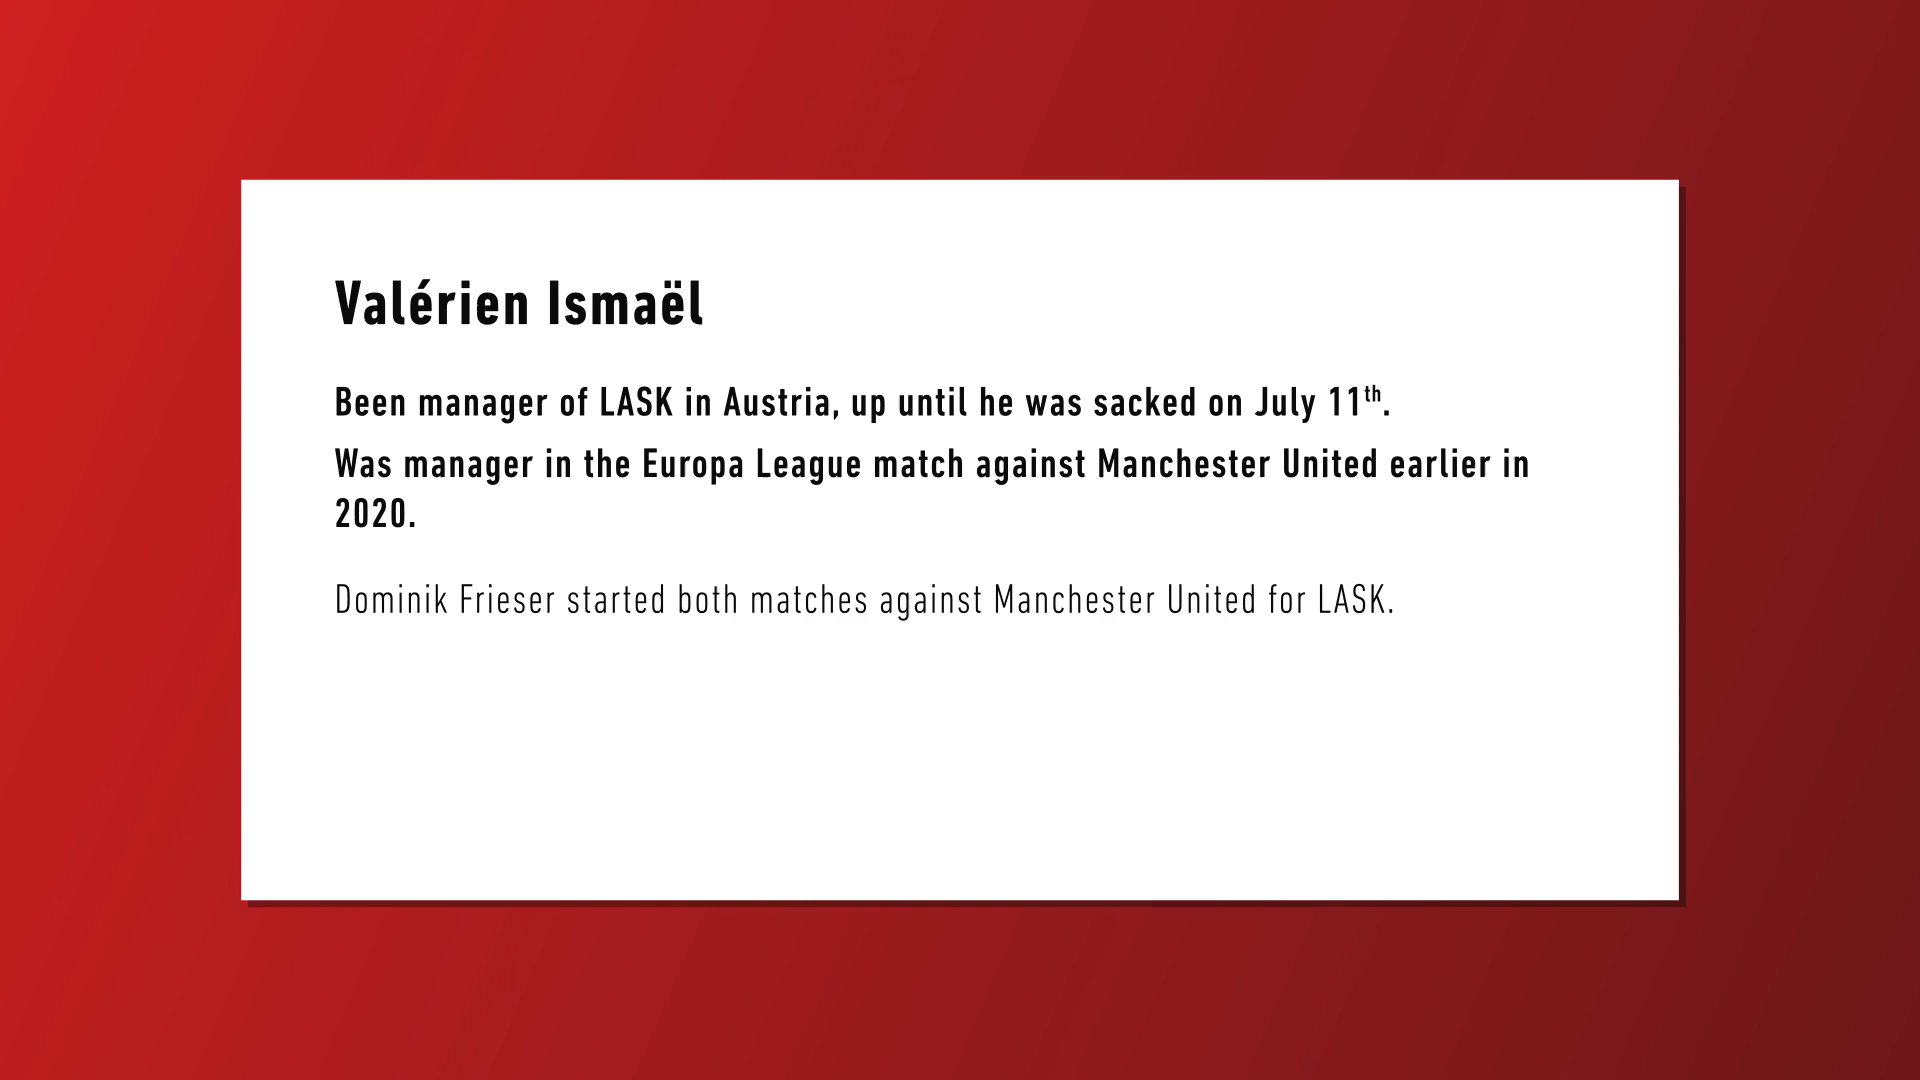 Valérien Ismaël
Been manager of LASK in Austria, up until he was sacked on July 11th.
Was manager in the Europa League match against Manchester United earlier in
2020.
Dominik Frieser started both matches against Manchester United for LASK.